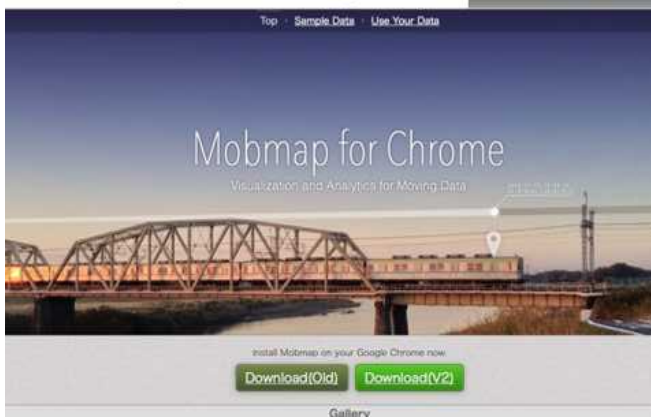 Top · Sample Data · Use Your Data
Mobmap for Chrome
Visualization and Analytics for Moving Data
Install Mobmap on your Google Chrome now
Download(Old) Download(V2)
Gallery